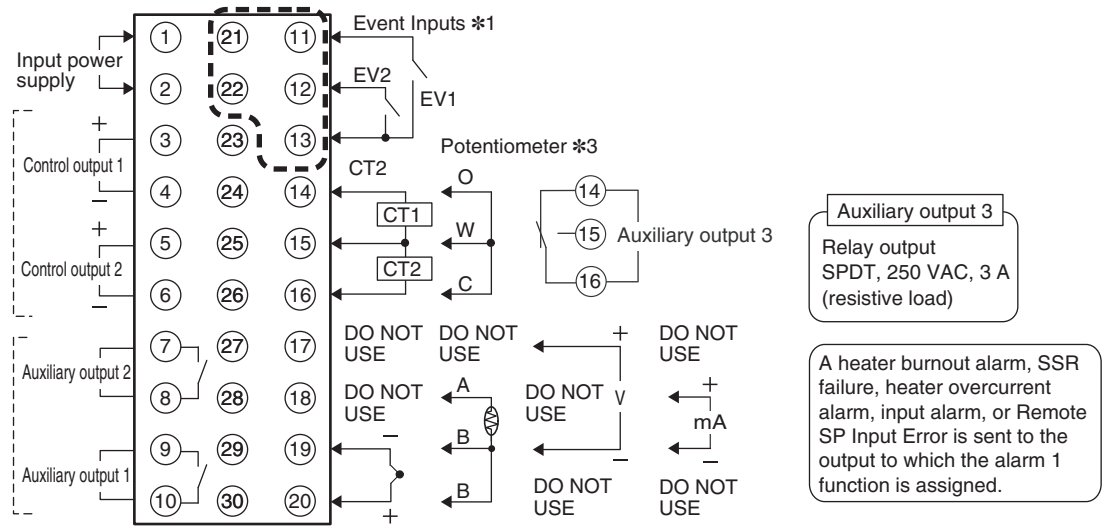 Event Inputs *1
1 21 11
Input power
supply
EV2
2 22 12
EV1
+
3 23 13
Control output 1
Potentiometer *3
CT2
4 24 14
−
O
14
CT1
+
W
5 25 15
15 Auxiliary output 3
Control output 2
CT2
C
6 26 16
16
−
Auxiliary output 3
Relay output
SPDT, 250 VAC, 3 A
(resistive load)
7 27 17
DO NOT
USE
DO NOT
USE
+
DO NOT
USE
Auxiliary output 2
8 28 18
DO NOT
USE
A
DO NOT
USE
V
+
mA
−
9 29 19
−
B
−
Auxiliary output 1
10 30 20
+
B
DO NOT
USE
DO NOT
USE
A heater burnout alarm, SSR
failure, heater overcurrent
alarm, input alarm, or Remote
SP Input Error is sent to the
output to which the alarm 1
function is assigned.